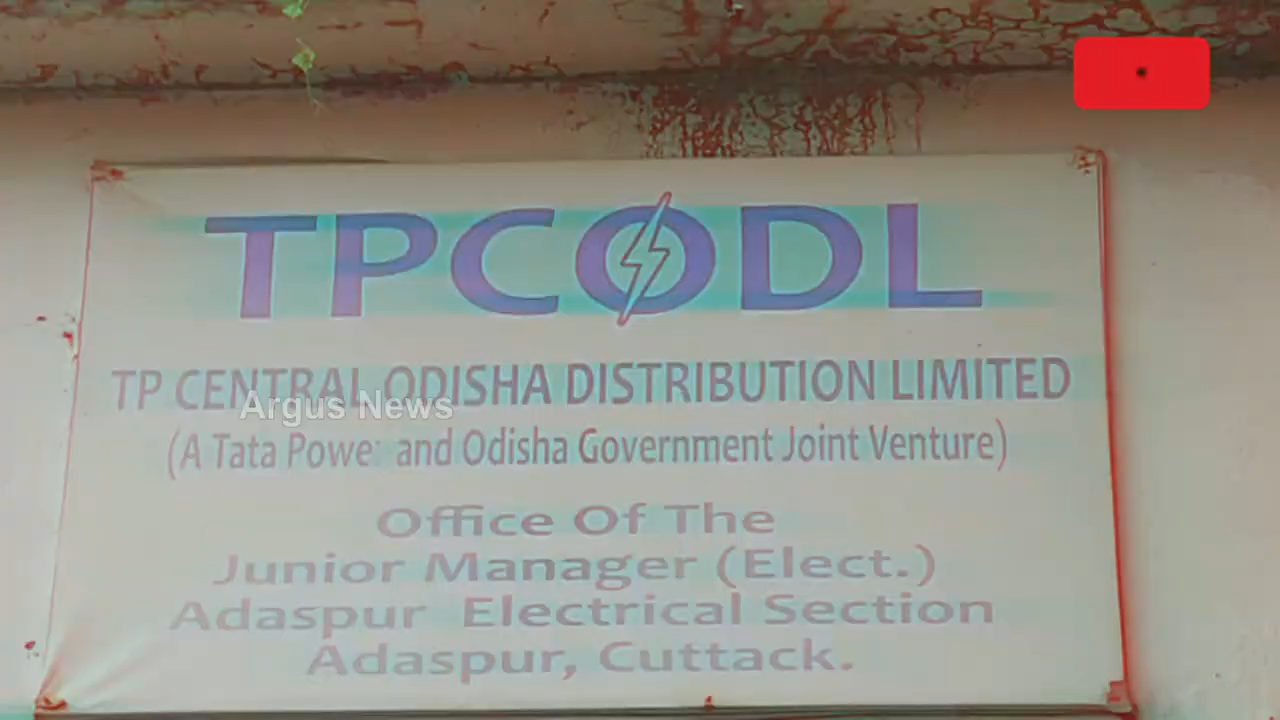 TPCODL
TP CENTRAL ODISHA DISTRIBUTION LIMITED
Argus News
(A Tata Power and Odisha Government Joint Venture)
Office Of The
Junior Manager (Elect.)
Adaspur Electrical Section
Adaspur, Cuttack.